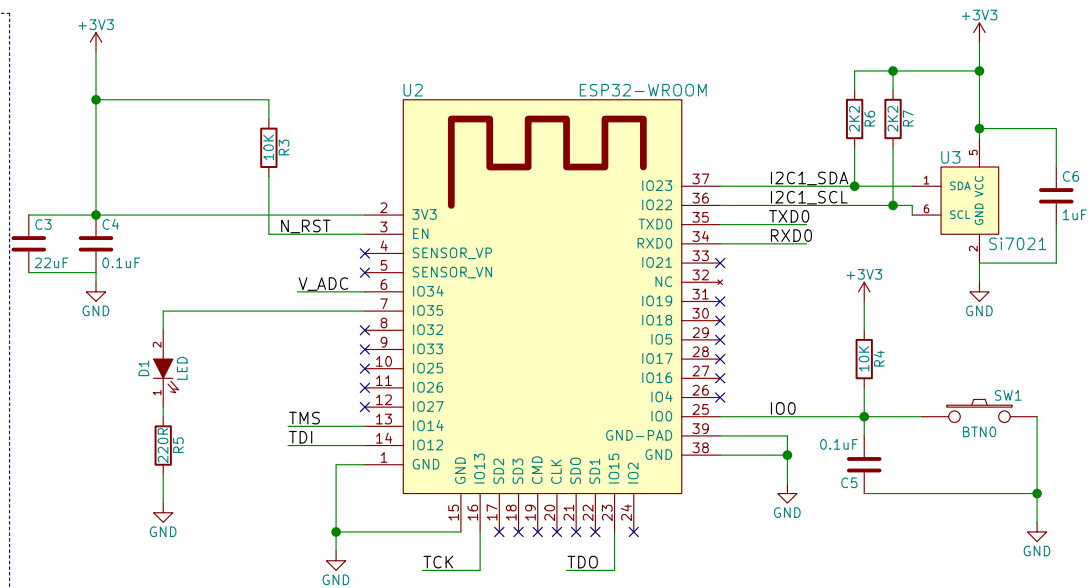 +3V3
+3V3
U2
ESP32-WROOM
10K
R3
2K2
R6
2K2
R7
U3
5
C6
1uF
37
IO23
I2C1_SDA
1
SDA
VCC
36
IO22
I2C1_SCL
6
SCL
GND
2
Si7021
GND
C3
22uF
C4
0.1uF
GND
2
3V3
N_RST
3
EN
4
SENSOR_VP
5
SENSOR_VN
V_ADC
6
IO34
7
IO35
8
IO32
9
IO33
10
IO25
11
IO26
12
IO27
TMS
13
IO14
TDI
14
IO12
1
GND
TXD0
35
TXD0
RXD0
34
RXD0
IO21
33
NC
32
IO19
31
IO18
30
IO5
29
IO17
28
IO16
27
IO4
26
IO0
25
IO0
GND-PAD
39
GND
38
GND
+3V3
10K
R4
SW1
BTN0
0.1uF
C5
GND
2
D1
LED
1
220R
R5
GND
GND
IO13
SD2
SD3
CMD
CLK
SD0
SD1
IO15
IO2
15
16
17
18
19
20
21
22
23
24
TCK
TDO
GND